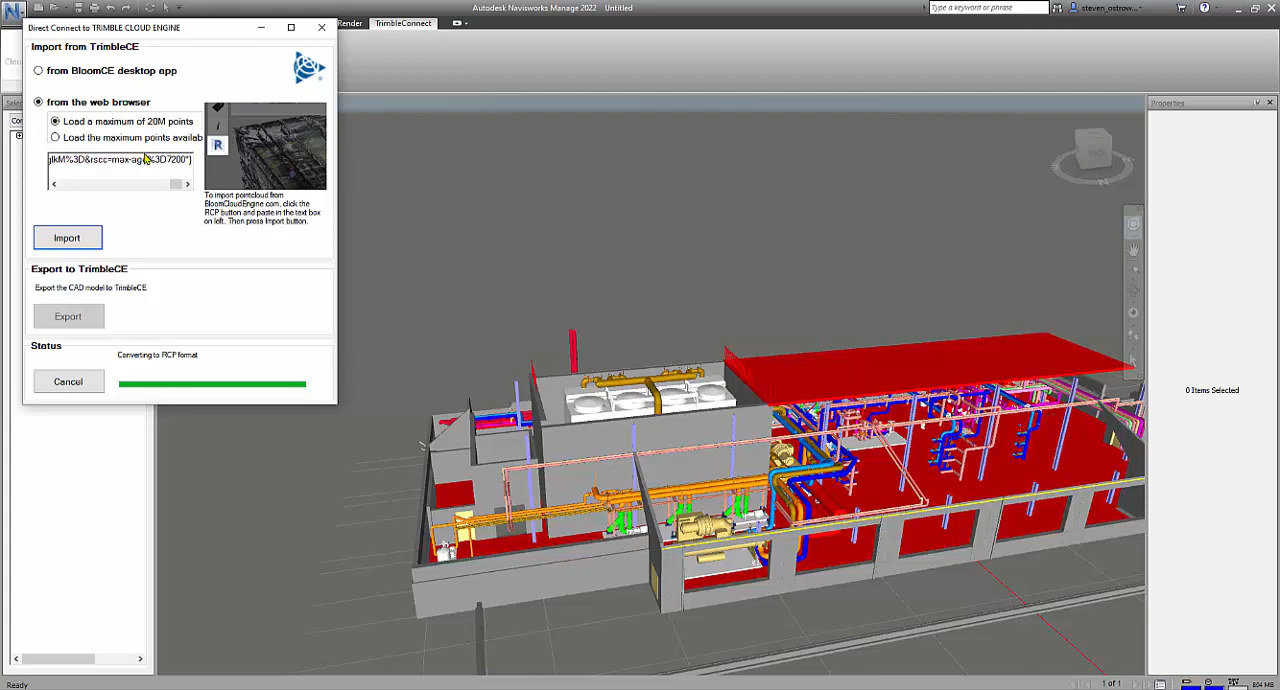 Autodesk Navisworks Manage 2022 Untitled
Type a keyword or phrase
steven_ostrow...
Direct Connect to TRIMBLE CLOUD ENGINE
Render
TrimbleConnect
Import from TrimbleCE
from BloomCE desktop app
from the web browser
Load a maximum of 20M points
Load the maximum points availab
R
To import pointcloud from
BloomCloudEngine.com, click the
RCP button and paste in the text box
on left. Then press Import button.
Import
Export to TrimbleCE
Export the CAD model to TrimbleCE
Export
Status
Converting to RCP format
Cancel
Properties
0 Items Selected
Ready
1 of 1
804 MB